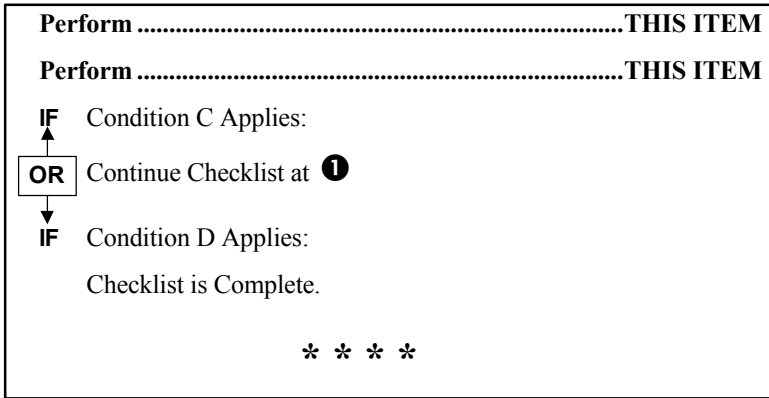 Perform ............................................................................THIS ITEM
Perform ............................................................................THIS ITEM
IF Condition C Applies:
OR Continue Checklist at ❶
IF Condition D Applies:
Checklist is Complete.
* * * *